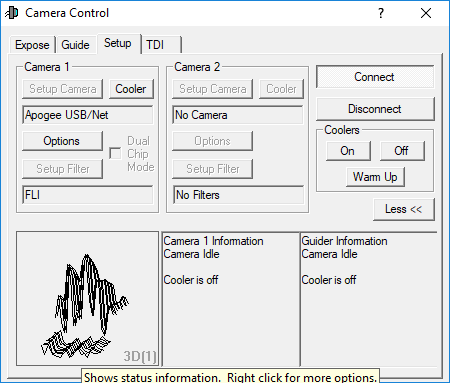 Camera Control
?
Expose Guide Setup TDI
Camera 1
Setup Camera Cooler
Apogee USB/Net
Options
Dual Chip Mode
Setup Filter
FLI
Camera 2
Setup Camera Cooler
No Camera
Options
Setup Filter
No Filters
Connect
Disconnect
Coolers
On Off
Warm Up
Less <<
3D(1)
Camera 1 Information
Camera Idle
Cooler is off
Guider Information
Camera Idle
Cooler is off
Shows status information. Right click for more options.